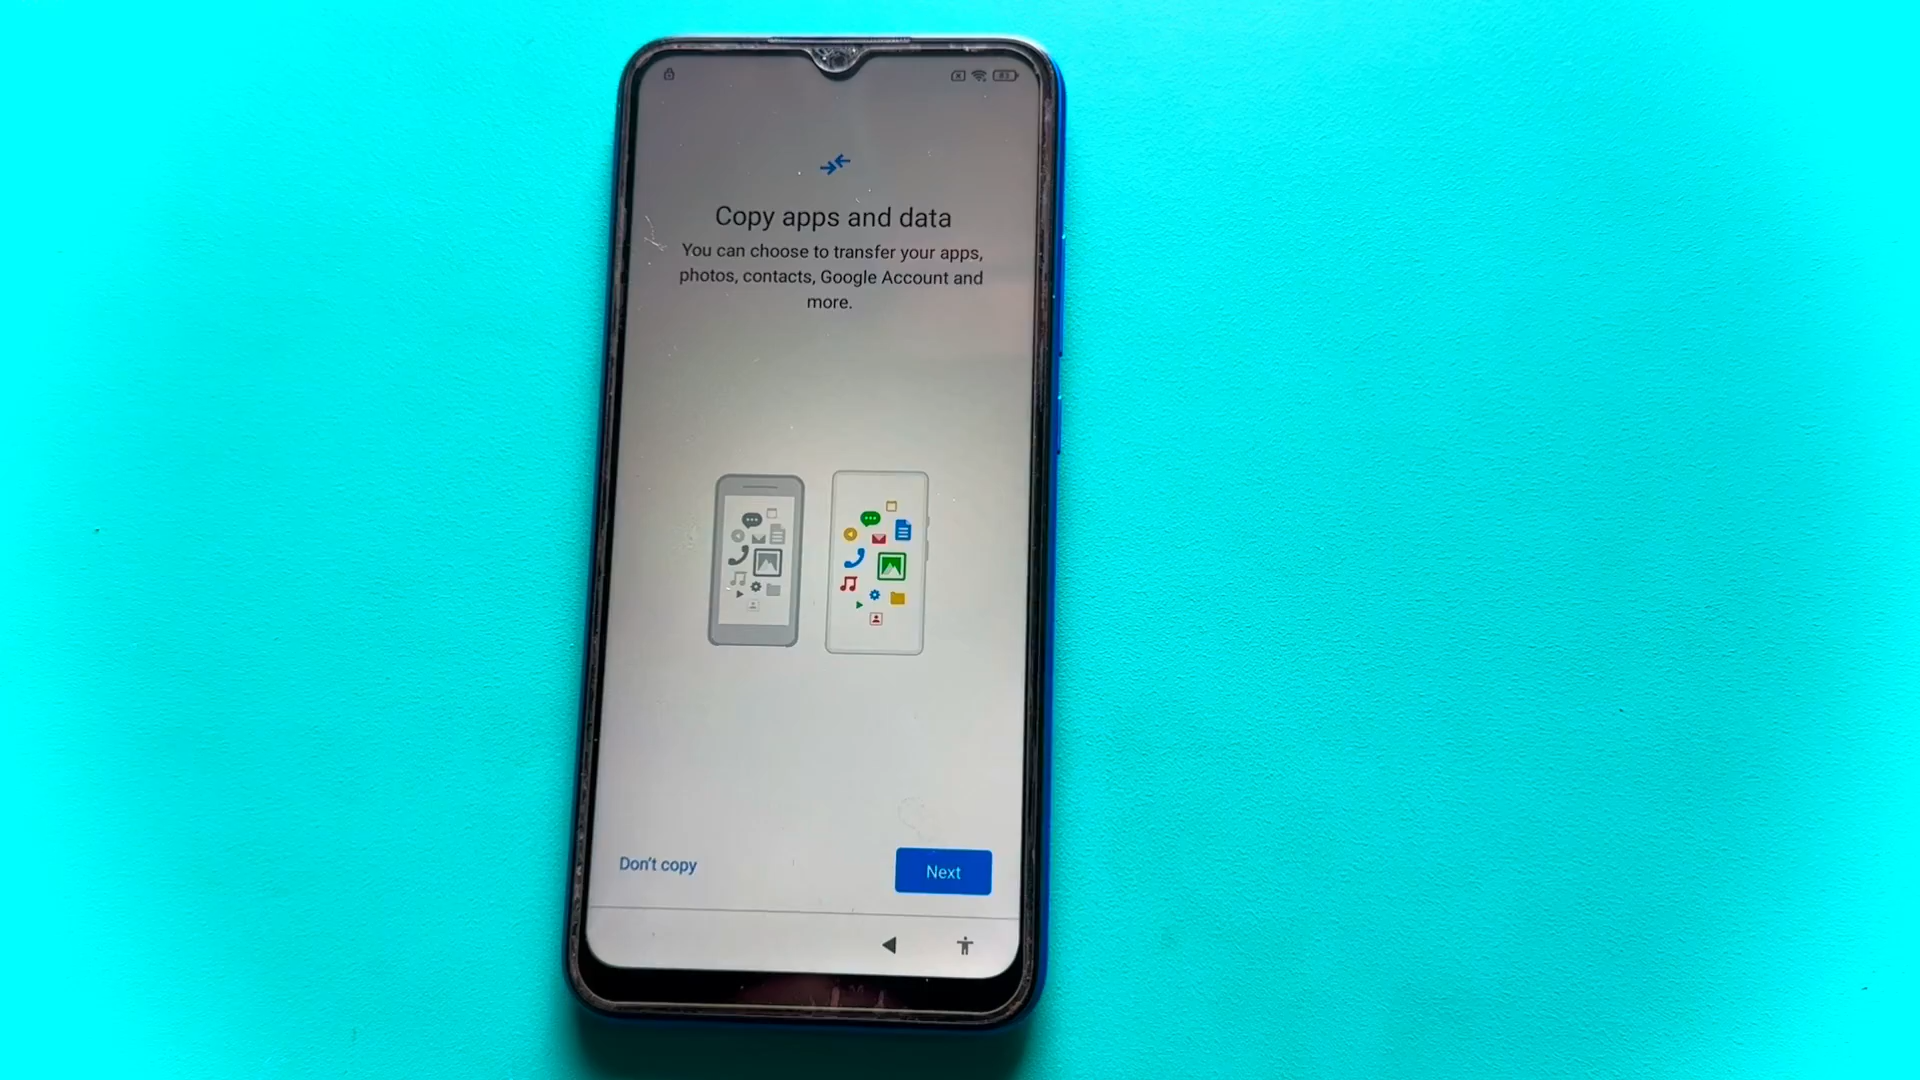 Copy apps and data
You can choose to transfer your apps,
photos, contacts, Google Account and
more.
Don't copy
Next